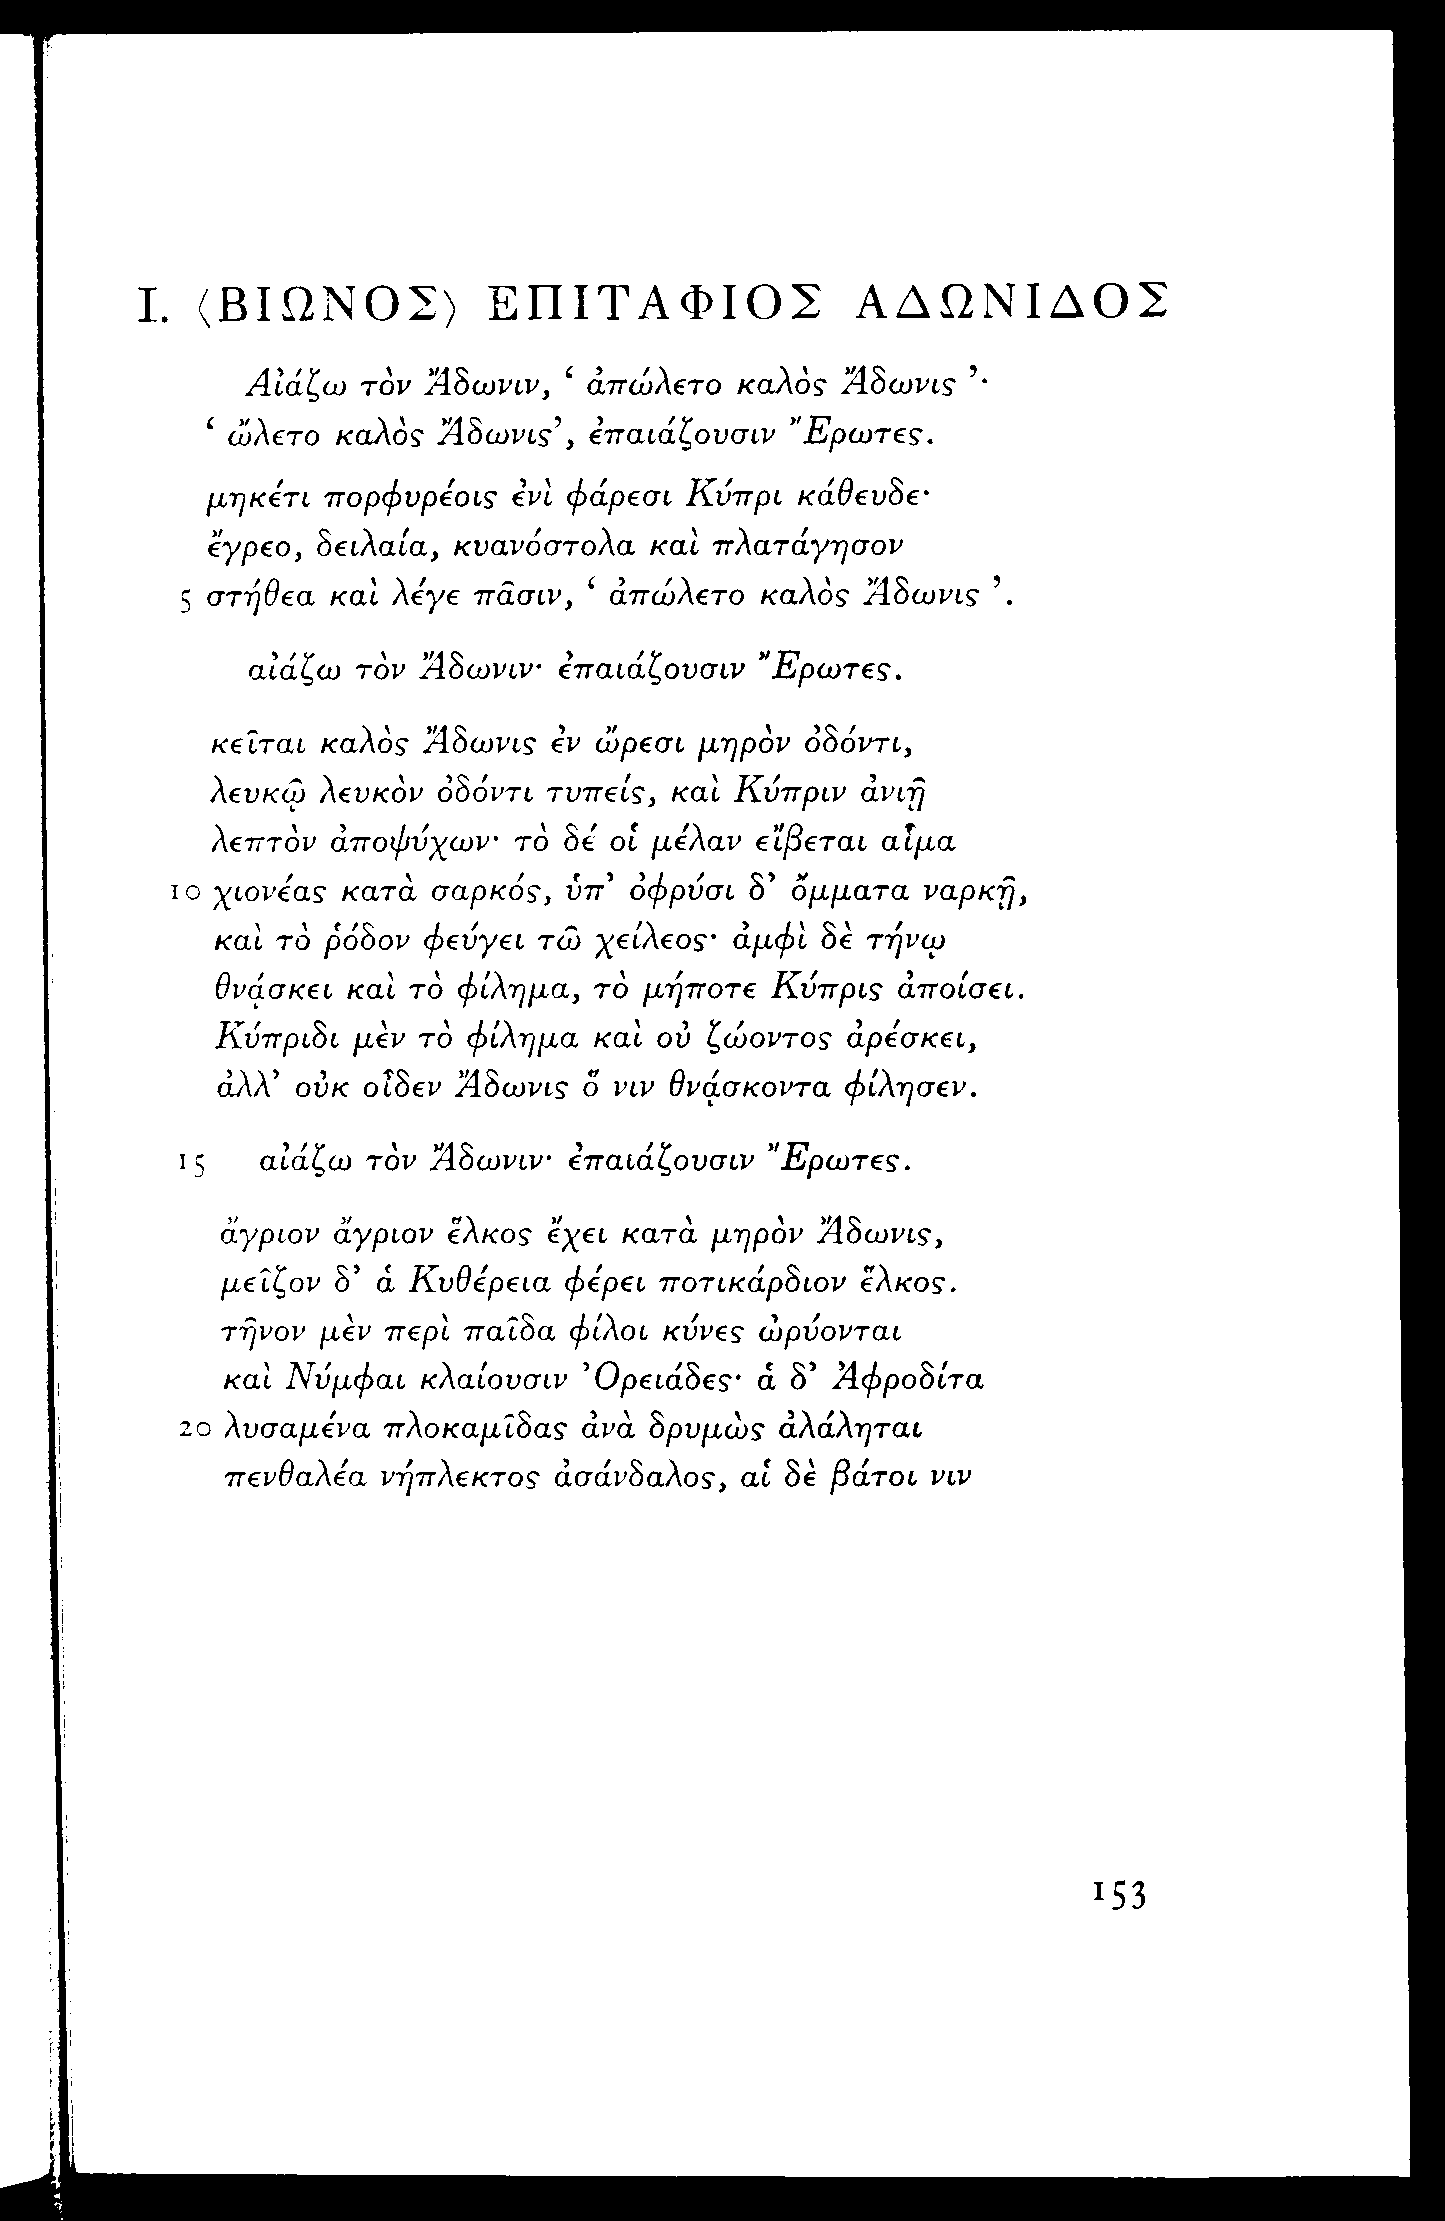 I. ⟨ΒΙΩΝΟΣ⟩ ΕΠΙΤΑΦΙΟΣ ΑΔΩΝΙΔΟΣ
Αἰάζω τὸν Ἄδωνιν, ‘ ἀπώλετο καλὸς Ἄδωνις ’·
‘ ὤλετο καλὸς Ἄδωνις’, ἐπαιάζουσιν Ἔρωτες.
μηκέτι πορφυρέοις ἐνὶ φάρεσι Κύπρι κάθευδε·
ἔγρεο, δειλαία, κυανόστολα καὶ πλατάγησον
5 στήθεα καὶ λέγε πᾶσιν, ‘ ἀπώλετο καλὸς Ἄδωνις ’.
αἰάζω τὸν Ἄδωνιν· ἐπαιάζουσιν Ἔρωτες.
κεῖται καλὸς Ἄδωνις ἐν ὤρεσι μηρὸν ὀδόντι,
λευκῷ λευκὸν ὀδόντι τυπείς, καὶ Κύπριν ἀνιῇ
λεπτὸν ἀποψύχων· τὸ δέ οἱ μέλαν εἴβεται αἷμα
10 χιονέας κατὰ σαρκός, ὑπ’ ὀφρύσι δ’ ὄμματα ναρκῇ,
καὶ τὸ ῥόδον φεύγει τῶ χείλεος· ἀμφὶ δὲ τήνῳ
θνᾴσκει καὶ τὸ φίλημα, τὸ μήποτε Κύπρις ἀποίσει.
Κύπριδι μὲν τὸ φίλημα καὶ οὐ ζώοντος ἀρέσκει,
ἀλλ’ οὐκ οἶδεν Ἄδωνις ὅ νιν θνᾴσκοντα φίλησεν.
15 αἰάζω τὸν Ἄδωνιν· ἐπαιάζουσιν Ἔρωτες.
ἄγριον ἄγριον ἕλκος ἔχει κατὰ μηρὸν Ἄδωνις,
μεῖζον δ’ ἁ Κυθέρεια φέρει ποτικάρδιον ἕλκος.
τῆνον μὲν περὶ παῖδα φίλοι κύνες ὠρύονται
καὶ Νύμφαι κλαίουσιν Ὀρειάδες· ἁ δ’ Ἀφροδίτα
20 λυσαμένα πλοκαμῖδας ἀνὰ δρυμὼς ἀλάληται
πενθαλέα νήπλεκτος ἀσάνδαλος, αἱ δὲ βάτοι νιν
153